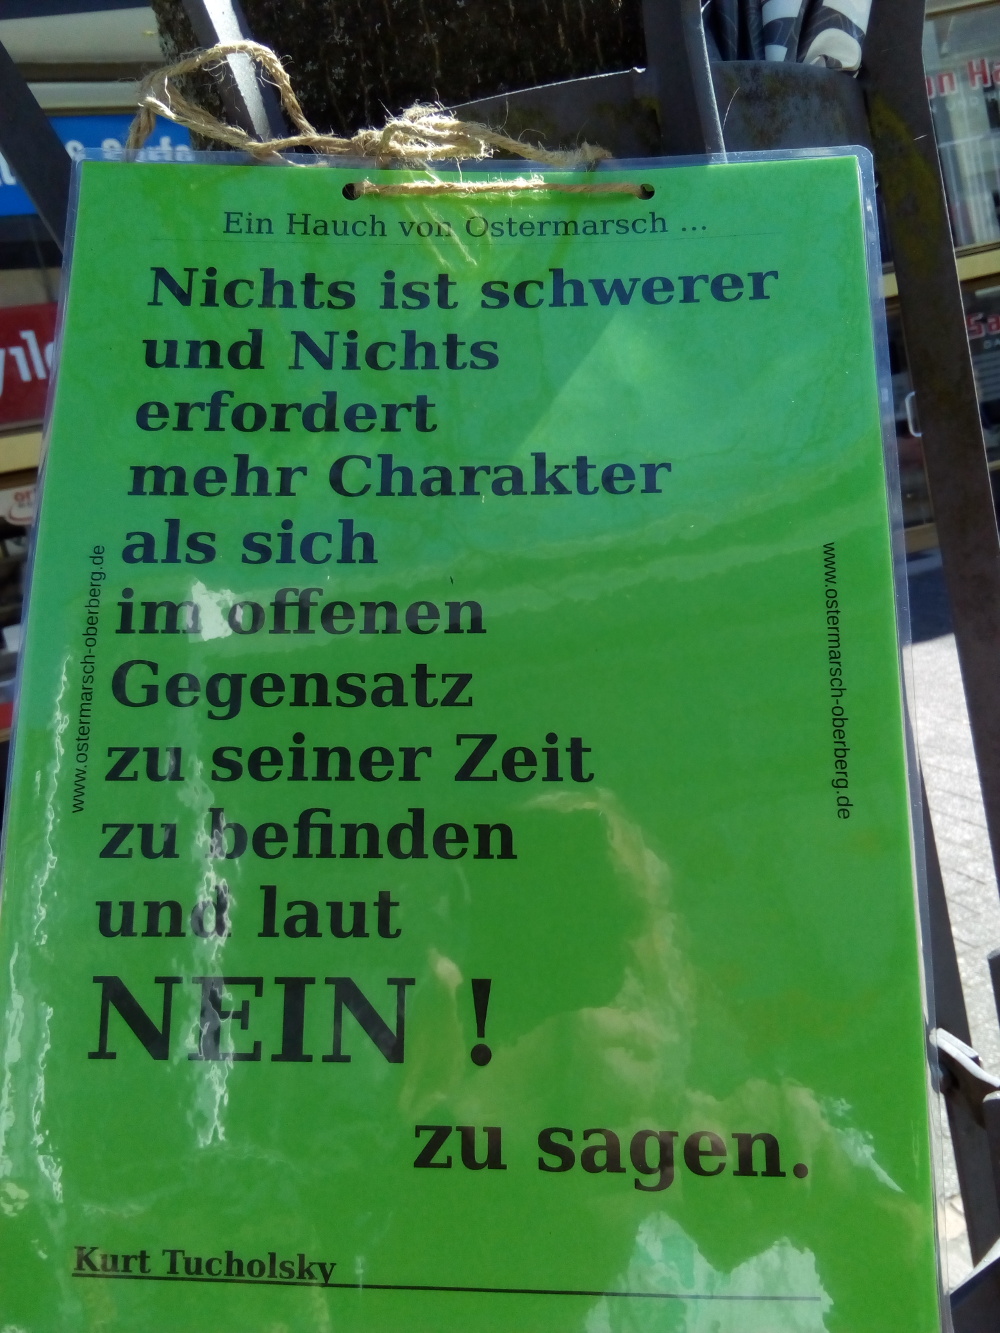 Ein Hauch von Ostermarsch ...
Nichts ist schwerer
und Nichts
erfordert
mehr Charakter
als sich
im offenen
Gegensatz
zu seiner Zeit
zu befinden
und laut
NEIN !
zu sagen.
Kurt Tucholsky
www.ostermarsch-oberberg.de
www.ostermarsch-oberberg.de